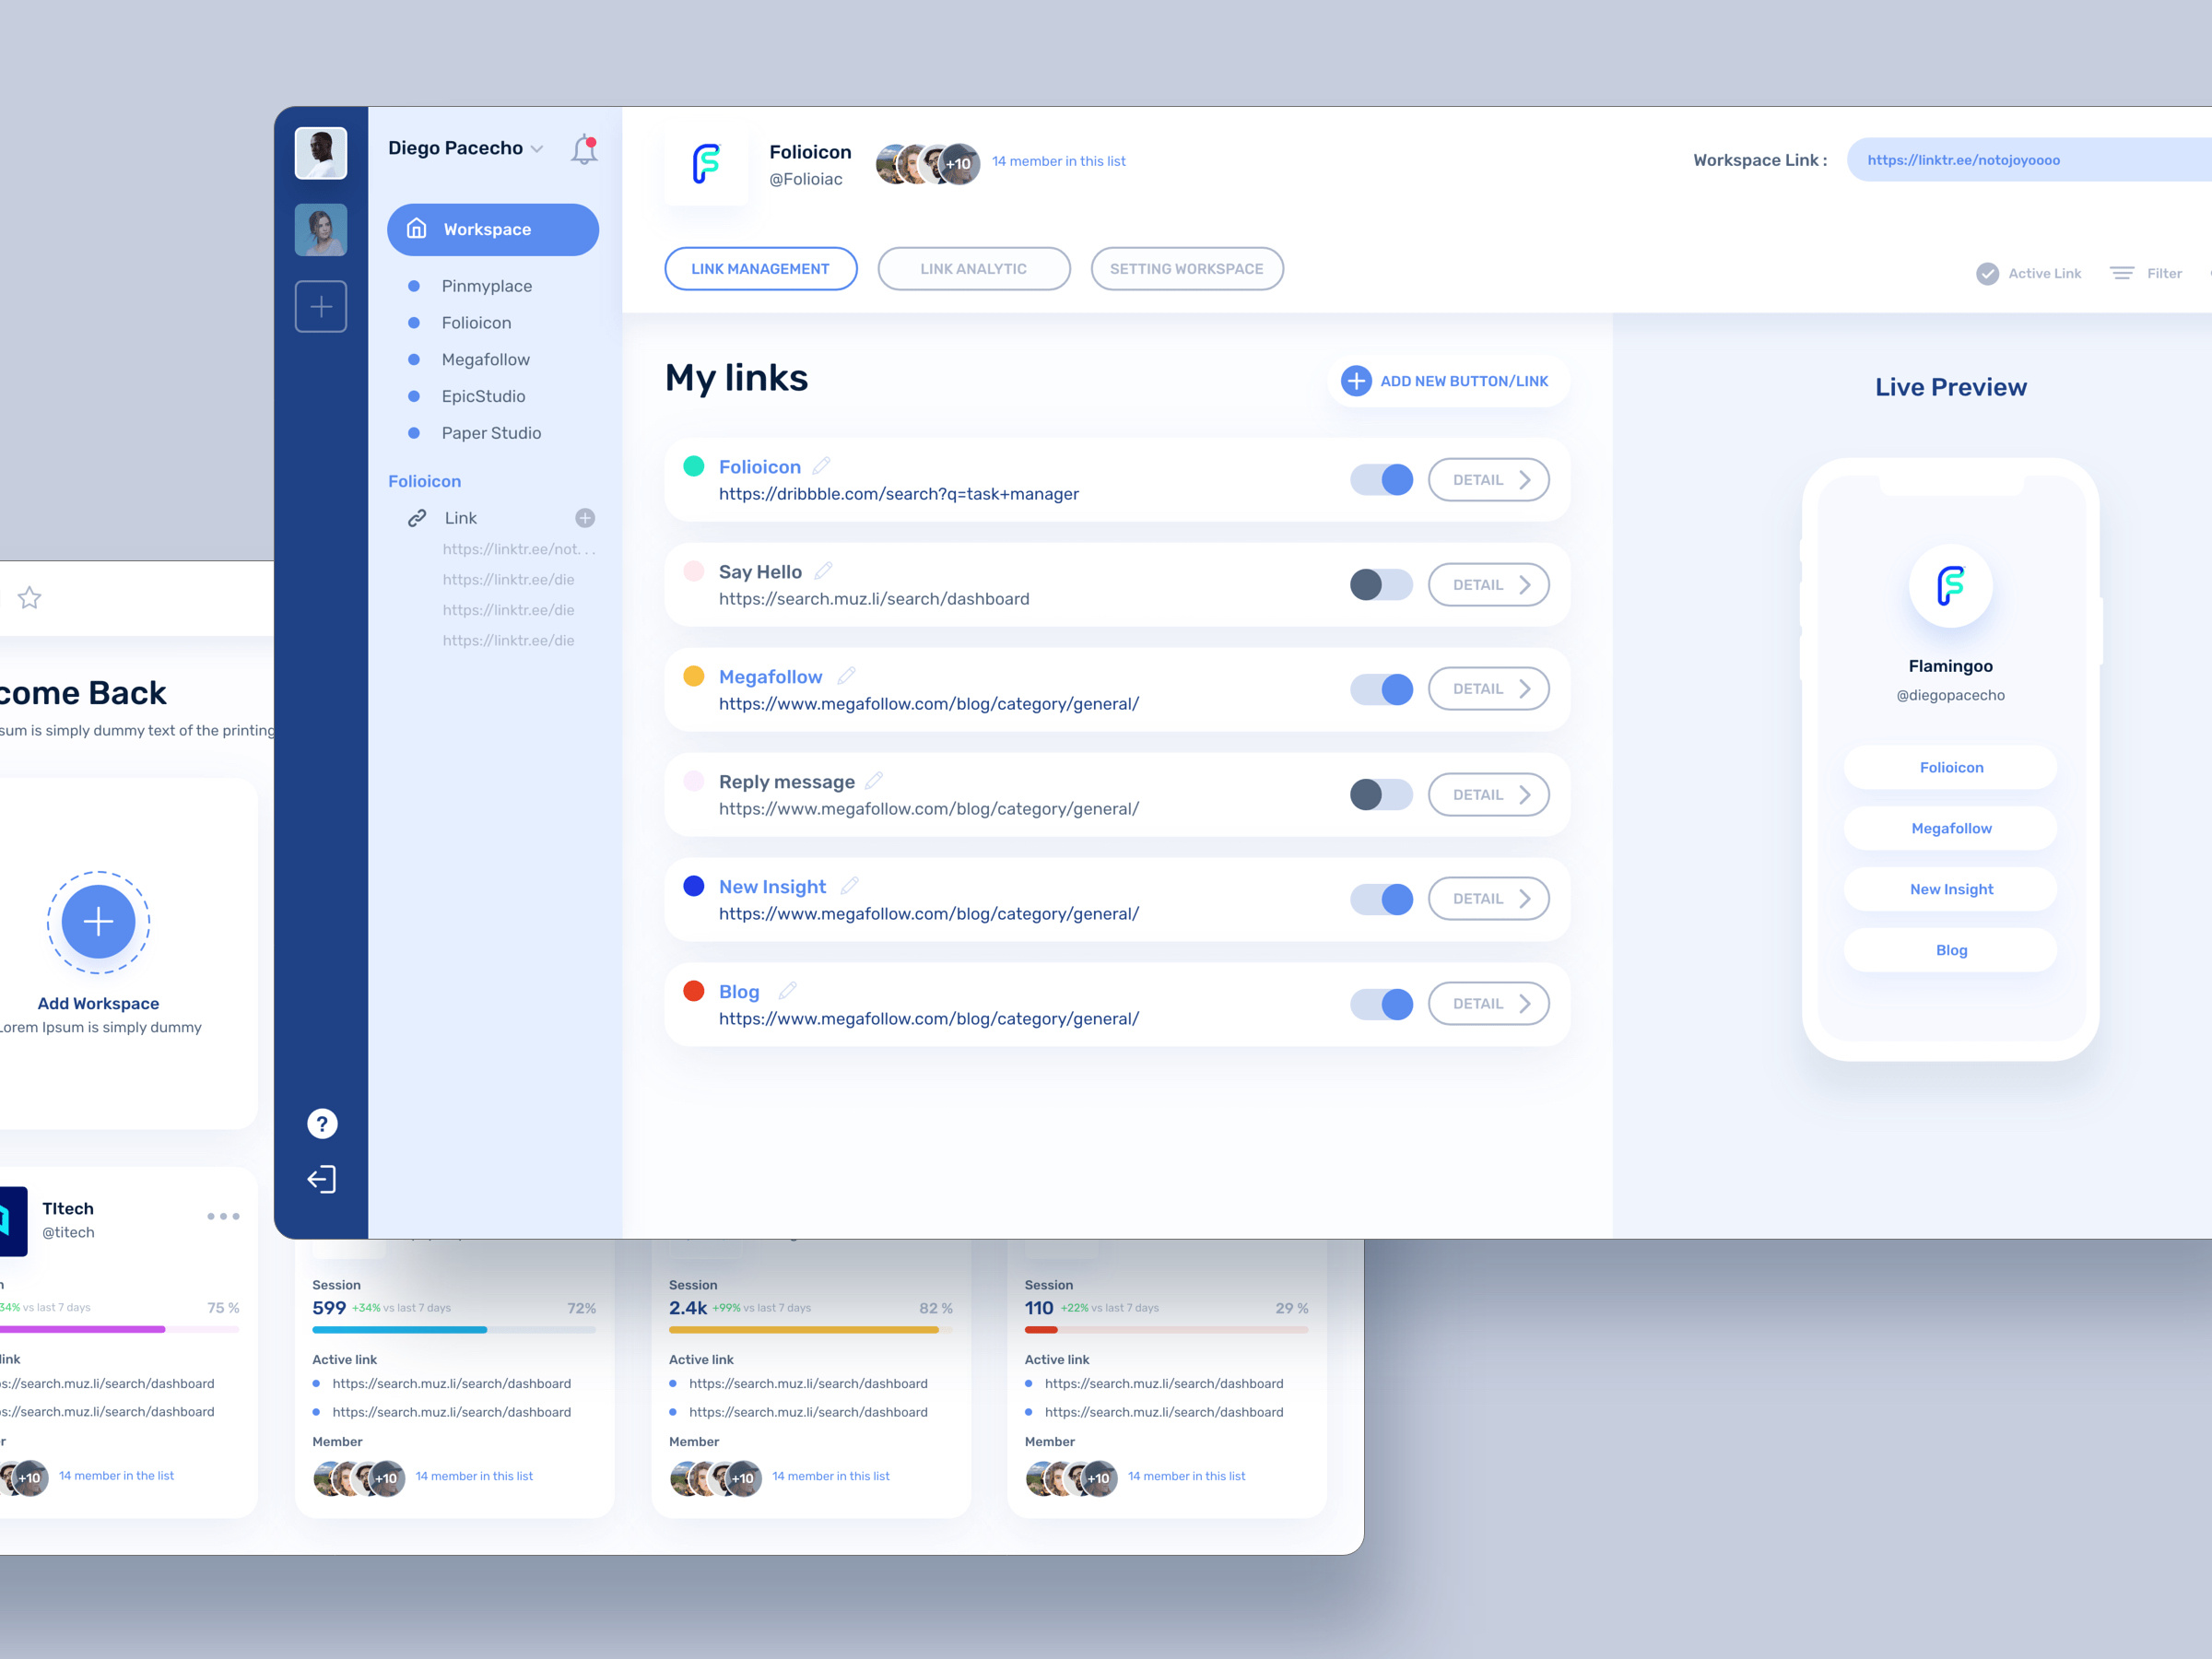 Diego Pacecho
Workspace
Pinmyplace
Folioicon
Megafollow
EpicStudio
Paper Studio
Folioicon
Link
https://linktr.ee/not. . .
https://linktr.ee/die
https://linktr.ee/die
https://linktr.ee/die
?
Folioicon
@Folioiac
+10
14 member in this list
Workspace Link :
https://linktr.ee/notojoyoooo
LINK MANAGEMENT
LINK ANALYTIC
SETTING WORKSPACE
Active Link
Filter
My links
ADD NEW BUTTON/LINK
Folioicon
https://dribbble.com/search?q=task+manager
DETAIL
Say Hello
https://search.muz.li/search/dashboard
DETAIL
Megafollow
https://www.megafollow.com/blog/category/general/
DETAIL
Reply message
https://www.megafollow.com/blog/category/general/
DETAIL
New Insight
https://www.megafollow.com/blog/category/general/
DETAIL
Blog
https://www.megafollow.com/blog/category/general/
DETAIL
Live Preview
Flamingoo
@diegopacecho
Folioicon
Megafollow
New Insight
Blog
come Back
sum is simply dummy text of the printing
Add Workspace
Lorem Ipsum is simply dummy
TItech
@titech
34% vs last 7 days
75 %
link
s://search.muz.li/search/dashboard
s://search.muz.li/search/dashboard
r
+10
14 member in the list
Session
599 +34% vs last 7 days
72%
Active link
https://search.muz.li/search/dashboard
https://search.muz.li/search/dashboard
Member
+10
14 member in this list
Session
2.4k +99% vs last 7 days
82 %
Active link
https://search.muz.li/search/dashboard
https://search.muz.li/search/dashboard
Member
+10
14 member in this list
Session
110 +22% vs last 7 days
29 %
Active link
https://search.muz.li/search/dashboard
https://search.muz.li/search/dashboard
Member
+10
14 member in this list